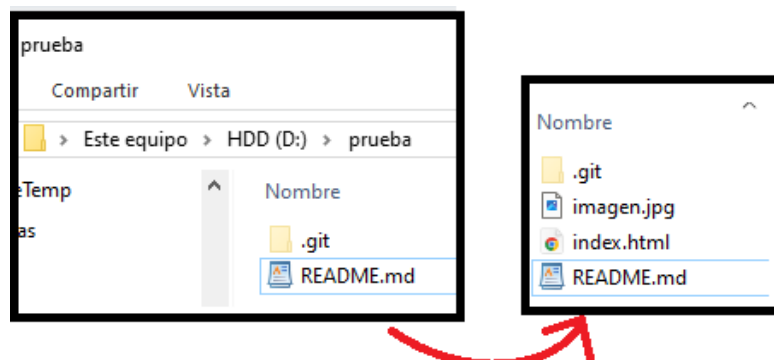 prueba
Compartir Vista
Este equipo > HDD (D:) > prueba
eTemp
as
Nombre
.git
README.md
Nombre
.git
imagen.jpg
index.html
README.md